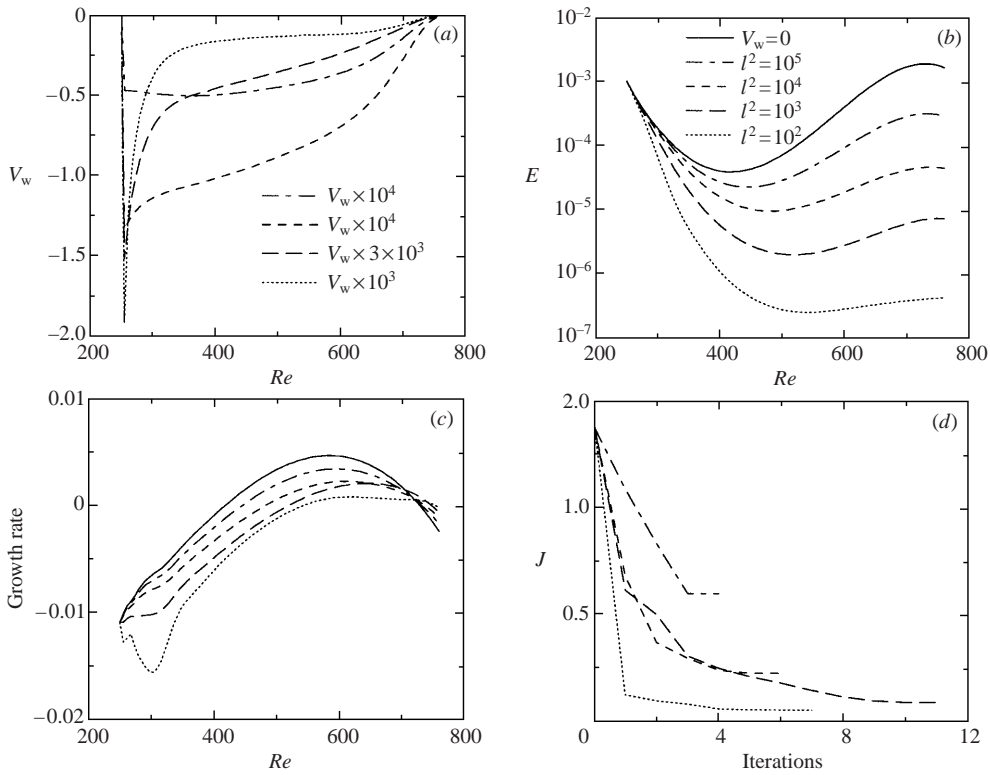 0
–0.5
–1.0
–1.5
–2.0
V_w
(a)
V_w × 10^4
V_w × 10^4
V_w × 3 × 10^3
V_w × 10^3
200
400
600
800
Re
10^–2
10^–3
10^–4
10^–5
10^–6
10^–7
E
(b)
V_w = 0
l^2 = 10^5
l^2 = 10^4
l^2 = 10^3
l^2 = 10^2
200
400
600
800
Re
0.01
0
–0.01
–0.02
Growth rate
(c)
200
400
600
800
Re
2.0
1.0
0.5
J
(d)
0
4
8
12
Iterations